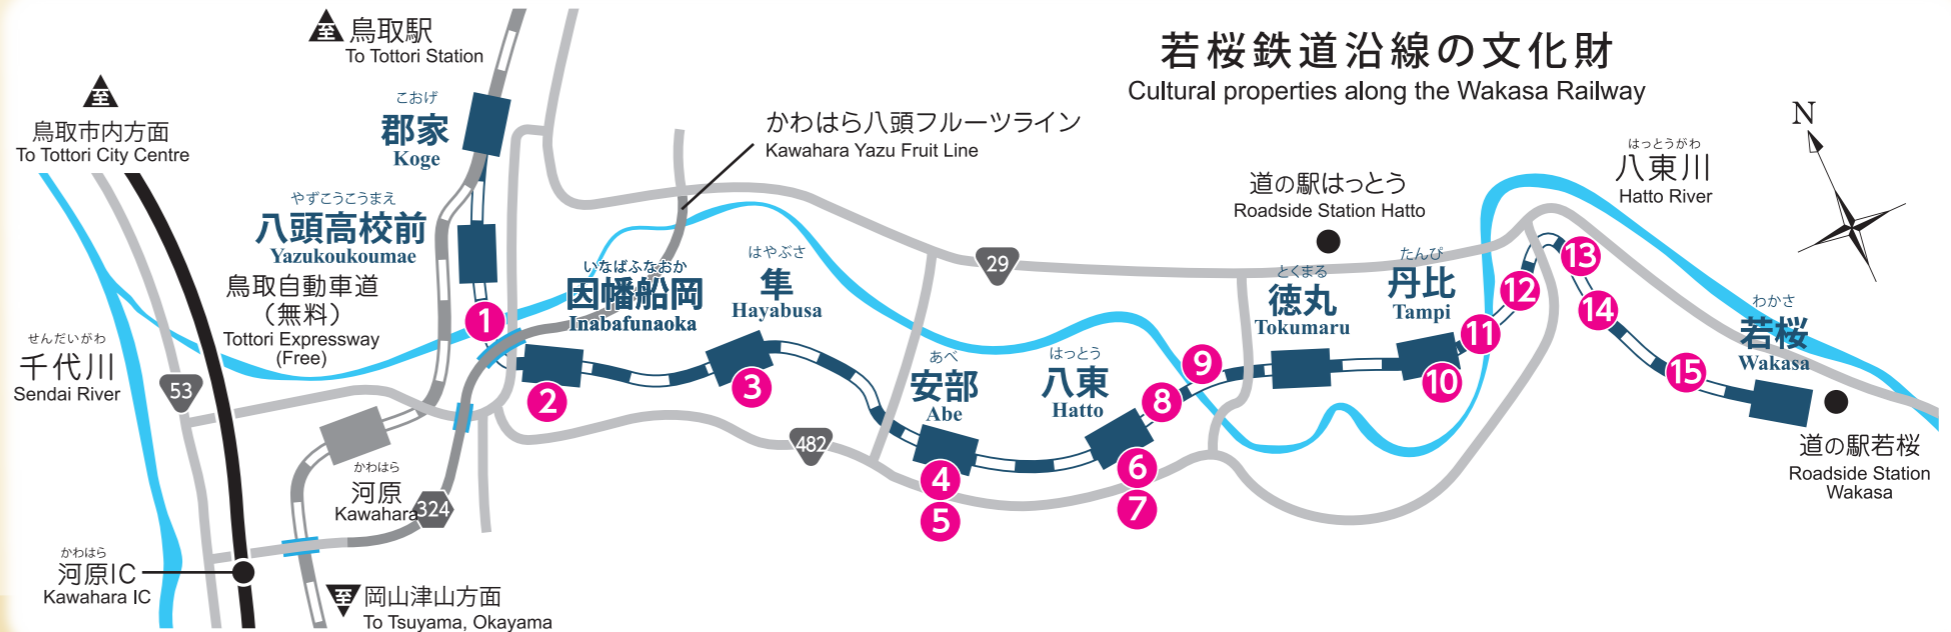 若桜鉄道沿線の文化財
Cultural properties along the Wakasa Railway
至
鳥取駅
To Tottori Station
至
鳥取市内方面
To Tottori City Centre
こおげ
郡家
Koge
やずこうこうまえ
八頭高校前
Yazukoukoumae
鳥取自動車道
(無料)
Tottori Expressway
(Free)
せんだいがわ
千代川
Sendai River
53
かわはら八頭フルーツライン
Kawahara Yazu Fruit Line
いなばふなおか
因幡船岡
Inabafunaoka
はやぶさ
隼
Hayabusa
29
道の駅はっとう
Roadside Station Hatto
はっとうがわ
八東川
Hatto River
N
とくまる
徳丸
Tokumaru
たんぴ
丹比
Tampi
わかさ
若桜
Wakasa
あべ
安部
Abe
はっとう
八東
Hatto
482
1
2
3
4
5
6
7
8
9
10
11
12
13
14
15
道の駅若桜
Roadside Station
Wakasa
かわはら
河原
Kawahara
324
かわはら
河原IC
Kawahara IC
至
岡山津山方面
To Tsuyama, Okayama